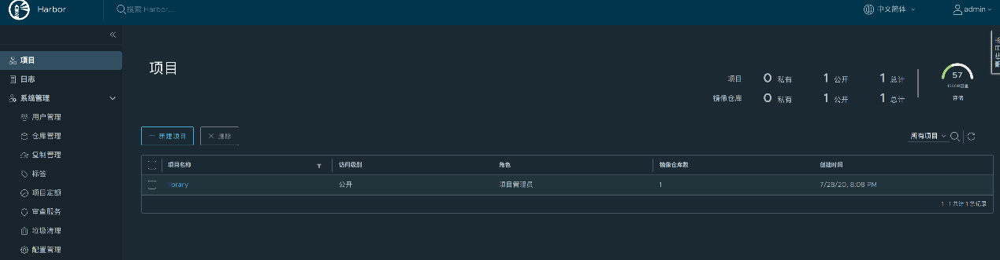 Harbor
搜索 Harbor...
中文简体
admin
项目
日志
系统管理
用户管理
仓库管理
复制管理
标签
项目定额
审查服务
垃圾清理
配置管理
项目
项目 0 私有 1 公开 1 总计
镜像仓库 0 私有 1 公开 1 总计
57
存储
新建项目
删除
所有项目
项目名称 访问级别 角色 镜像仓库数 创建时间
library 公开 项目管理员 1 7/28/20, 8:08 PM
1 - 1 共计 1 条记录